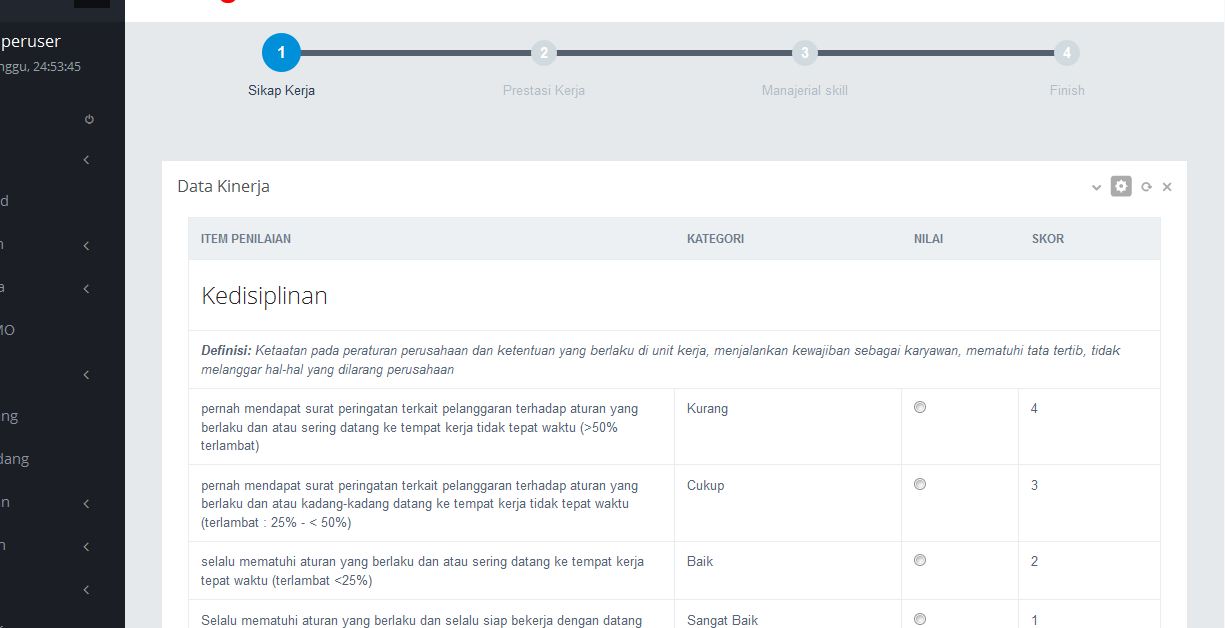 peruser
nggu, 24:53:45
d
MO
ng
dang
1
2
3
4
Sikap Kerja
Prestasi Kerja
Manajerial skill
Finish
Data Kinerja
ITEM PENILAIAN
KATEGORI
NILAI
SKOR
Kedisiplinan
Definisi: Ketaatan pada peraturan perusahaan dan ketentuan yang berlaku di unit kerja, menjalankan kewajiban sebagai karyawan, mematuhi tata tertib, tidak
melanggar hal-hal yang dilarang perusahaan
pernah mendapat surat peringatan terkait pelanggaran terhadap aturan yang
berlaku dan atau sering datang ke tempat kerja tidak tepat waktu (>50%
terlambat)
Kurang
4
pernah mendapat surat peringatan terkait pelanggaran terhadap aturan yang
berlaku dan atau kadang-kadang datang ke tempat kerja tidak tepat waktu
(terlambat : 25% - < 50%)
Cukup
3
selalu mematuhi aturan yang berlaku dan atau sering datang ke tempat kerja
tepat waktu (terlambat <25%)
Baik
2
Selalu mematuhi aturan yang berlaku dan selalu siap bekerja dengan datang
Sangat Baik
1